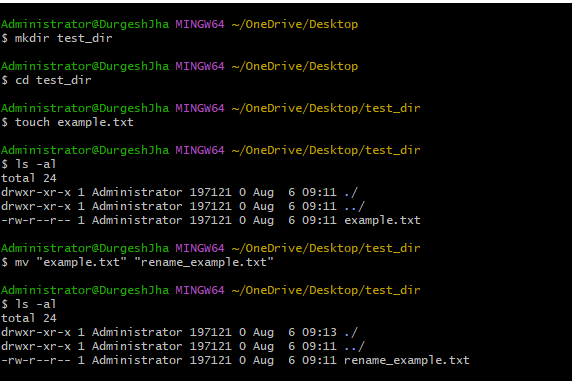 Administrator@DurgeshJha MINGW64 ~/OneDrive/Desktop
$ mkdir test_dir
Administrator@DurgeshJha MINGW64 ~/OneDrive/Desktop
$ cd test_dir
Administrator@DurgeshJha MINGW64 ~/OneDrive/Desktop/test_dir
$ touch example.txt
Administrator@DurgeshJha MINGW64 ~/OneDrive/Desktop/test_dir
$ ls -al
total 24
drwxr-xr-x 1 Administrator 197121 0 Aug  6 09:11 ./
drwxr-xr-x 1 Administrator 197121 0 Aug  6 09:11 ../
-rw-r--r-- 1 Administrator 197121 0 Aug  6 09:11 example.txt
Administrator@DurgeshJha MINGW64 ~/OneDrive/Desktop/test_dir
$ mv "example.txt" "rename_example.txt"
Administrator@DurgeshJha MINGW64 ~/OneDrive/Desktop/test_dir
$ ls -al
total 24
drwxr-xr-x 1 Administrator 197121 0 Aug  6 09:13 ./
drwxr-xr-x 1 Administrator 197121 0 Aug  6 09:11 ../
-rw-r--r-- 1 Administrator 197121 0 Aug  6 09:11 rename_example.txt